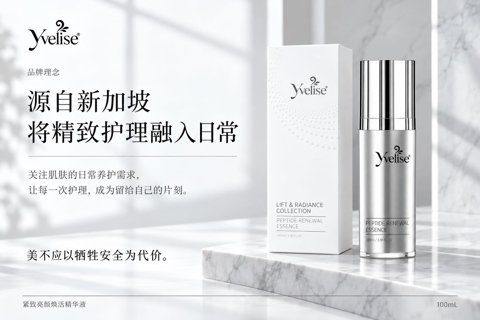 Yvelise®
品牌理念
源自新加坡
将精致护理融入日常
关注肌肤的日常养护需求，
让每一次护理，成为留给自己的片刻。
美不应以牺牲安全为代价。
紧致亮颜焕活精华液
100mL
Yvelise®
LIFT & RADIANCE
COLLECTION
PEPTIDE-RENEWAL
ESSENCE
Yvelise®
PEPTIDE-RENEWAL
ESSENCE